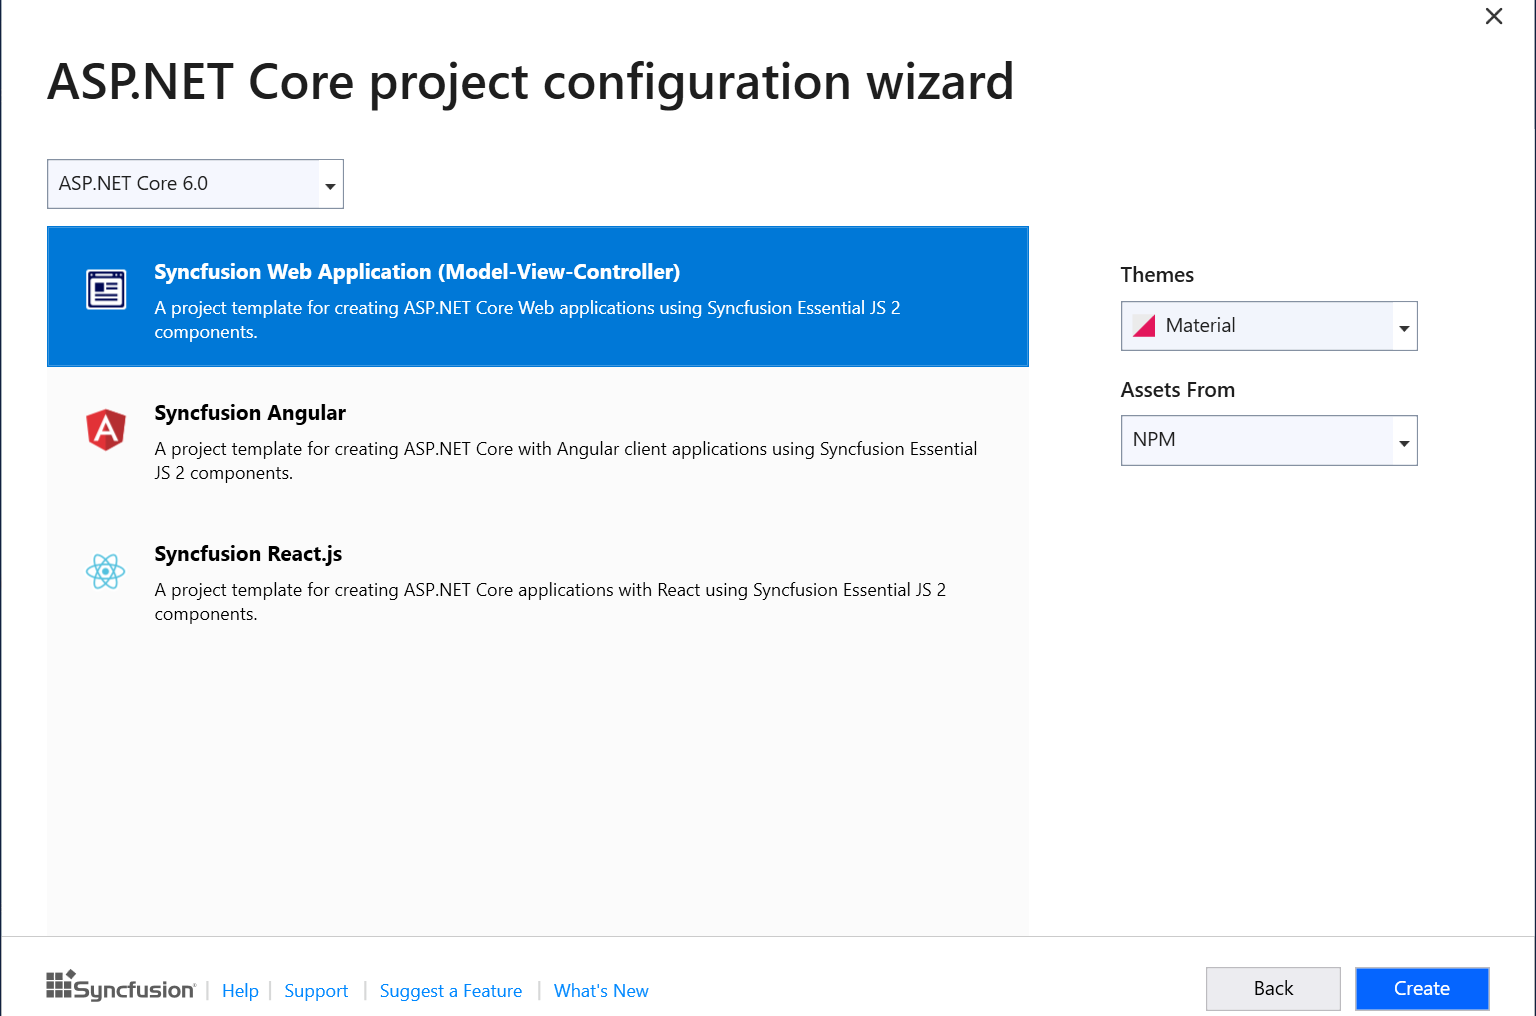 ASP.NET Core project configuration wizard
ASP.NET Core 6.0
Syncfusion Web Application (Model-View-Controller)
A project template for creating ASP.NET Core Web applications using Syncfusion Essential JS 2
components.
Syncfusion Angular
A project template for creating ASP.NET Core with Angular client applications using Syncfusion Essential
JS 2 components.
Syncfusion React.js
A project template for creating ASP.NET Core applications with React using Syncfusion Essential JS 2
components.
Themes
Material
Assets From
NPM
Syncfusion | Help | Support | Suggest a Feature | What's New
Back
Create